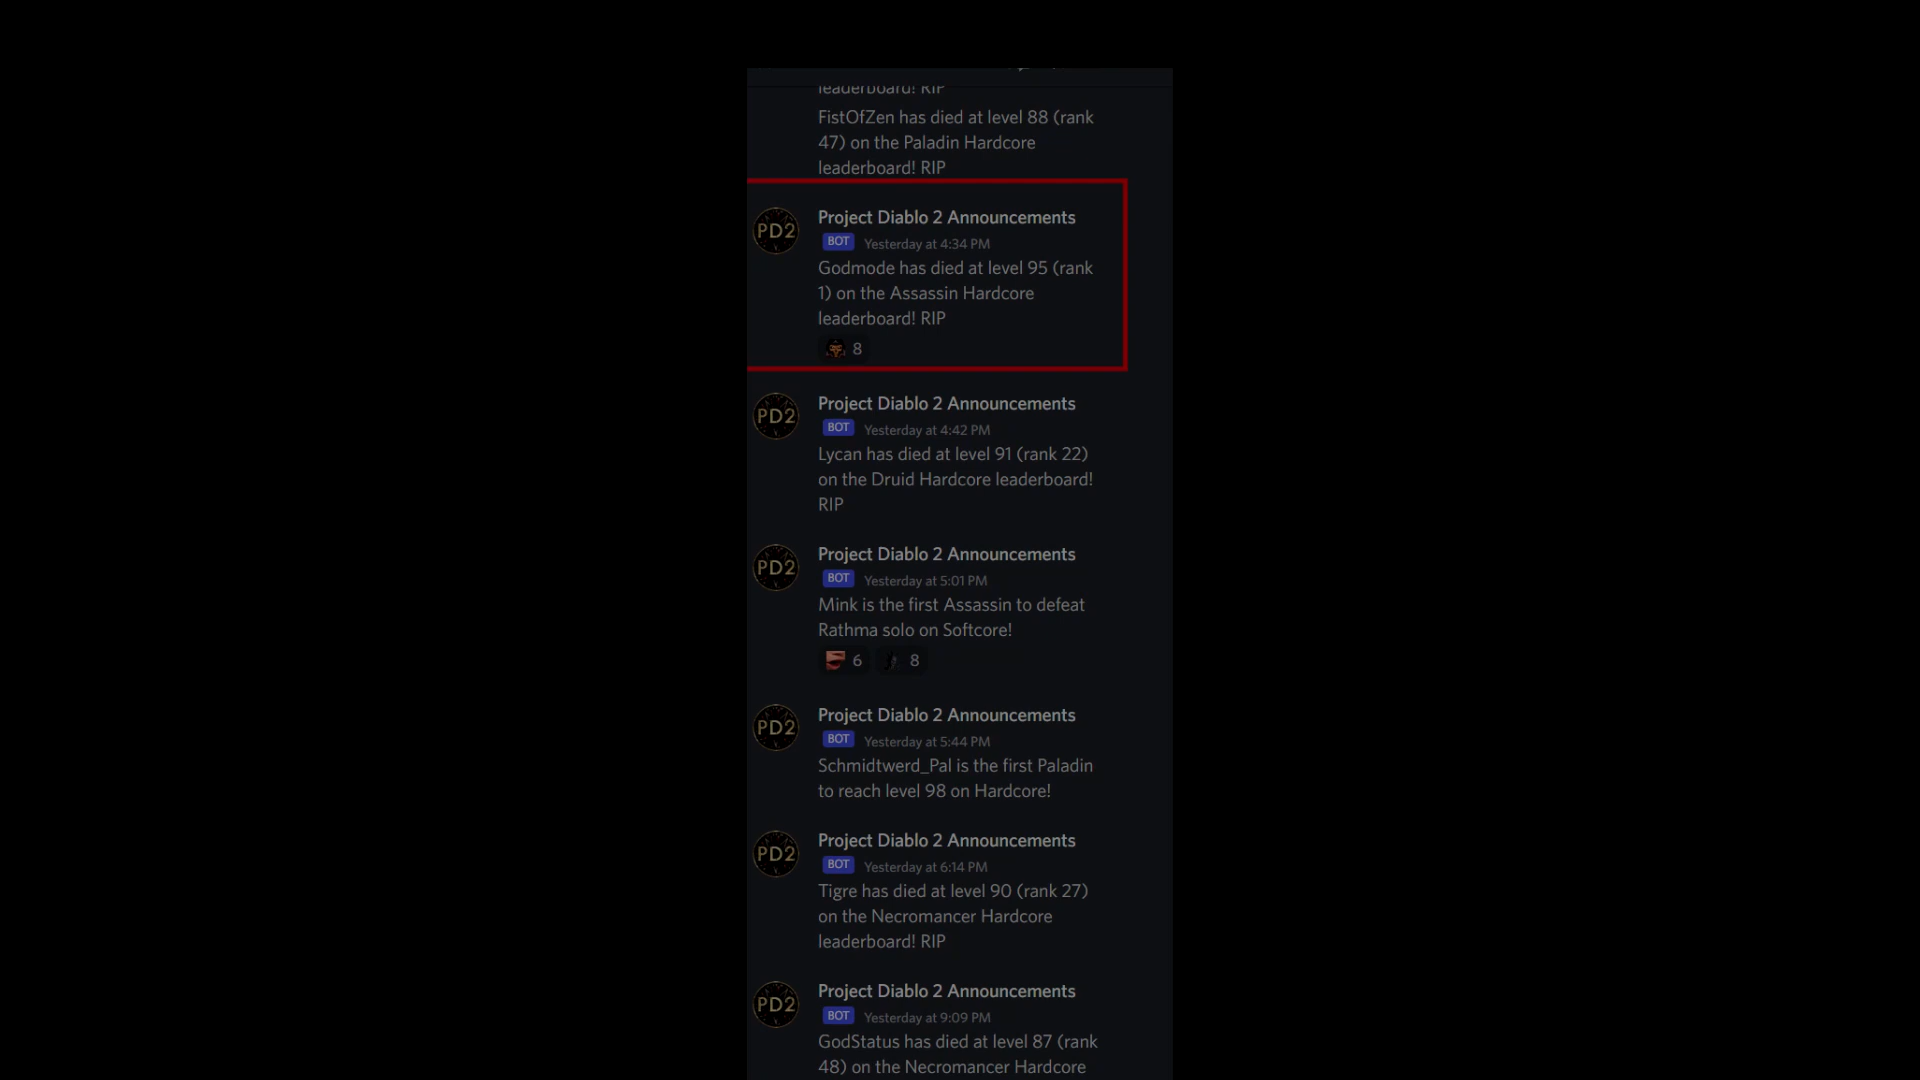 leaderboard! RIP
FistOfZen has died at level 88 (rank
47) on the Paladin Hardcore
leaderboard! RIP
PD2
Project Diablo 2 Announcements
BOT Yesterday at 4:34 PM
Godmode has died at level 95 (rank
1) on the Assassin Hardcore
leaderboard! RIP
8
PD2
Project Diablo 2 Announcements
BOT Yesterday at 4:42 PM
Lycan has died at level 91 (rank 22)
on the Druid Hardcore leaderboard!
RIP
PD2
Project Diablo 2 Announcements
BOT Yesterday at 5:01 PM
Mink is the first Assassin to defeat
Rathma solo on Softcore!
6 8
PD2
Project Diablo 2 Announcements
BOT Yesterday at 5:44 PM
Schmidtwerd_Pal is the first Paladin
to reach level 98 on Hardcore!
PD2
Project Diablo 2 Announcements
BOT Yesterday at 6:14 PM
Tigre has died at level 90 (rank 27)
on the Necromancer Hardcore
leaderboard! RIP
PD2
Project Diablo 2 Announcements
BOT Yesterday at 9:09 PM
GodStatus has died at level 87 (rank
48) on the Necromancer Hardcore